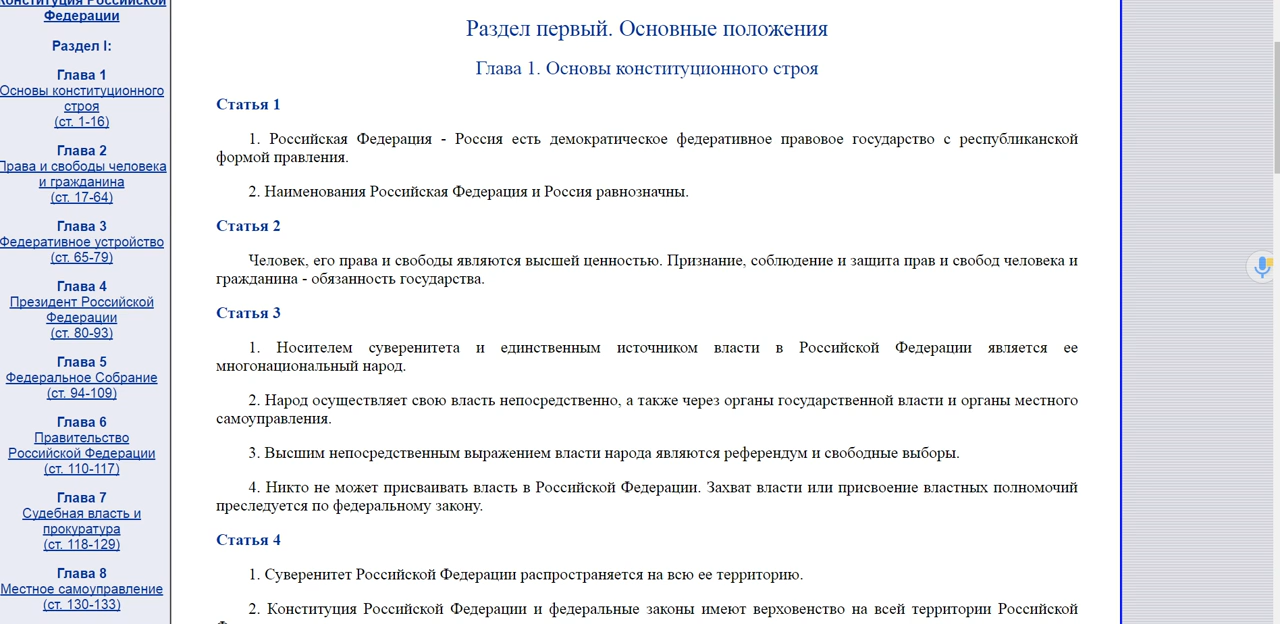 Конституция Российской
Федерации
Раздел I:
Глава 1
Основы конституционного
строя
(ст. 1-16)
Глава 2
Права и свободы человека
и гражданина
(ст. 17-64)
Глава 3
Федеративное устройство
(ст. 65-79)
Глава 4
Президент Российской
Федерации
(ст. 80-93)
Глава 5
Федеральное Собрание
(ст. 94-109)
Глава 6
Правительство
Российской Федерации
(ст. 110-117)
Глава 7
Судебная власть и
прокуратура
(ст. 118-129)
Глава 8
Местное самоуправление
(ст. 130-133)
Раздел первый. Основные положения
Глава 1. Основы конституционного строя
Статья 1
1. Российская Федерация - Россия есть демократическое федеративное правовое государство с республиканской
формой правления.
2. Наименования Российская Федерация и Россия равнозначны.
Статья 2
Человек, его права и свободы являются высшей ценностью. Признание, соблюдение и защита прав и свобод человека и
гражданина - обязанность государства.
Статья 3
1. Носителем суверенитета и единственным источником власти в Российской Федерации является ее
многонациональный народ.
2. Народ осуществляет свою власть непосредственно, а также через органы государственной власти и органы местного
самоуправления.
3. Высшим непосредственным выражением власти народа являются референдум и свободные выборы.
4. Никто не может присваивать власть в Российской Федерации. Захват власти или присвоение властных полномочий
преследуется по федеральному закону.
Статья 4
1. Суверенитет Российской Федерации распространяется на всю ее территорию.
2. Конституция Российской Федерации и федеральные законы имеют верховенство на всей территории Российской